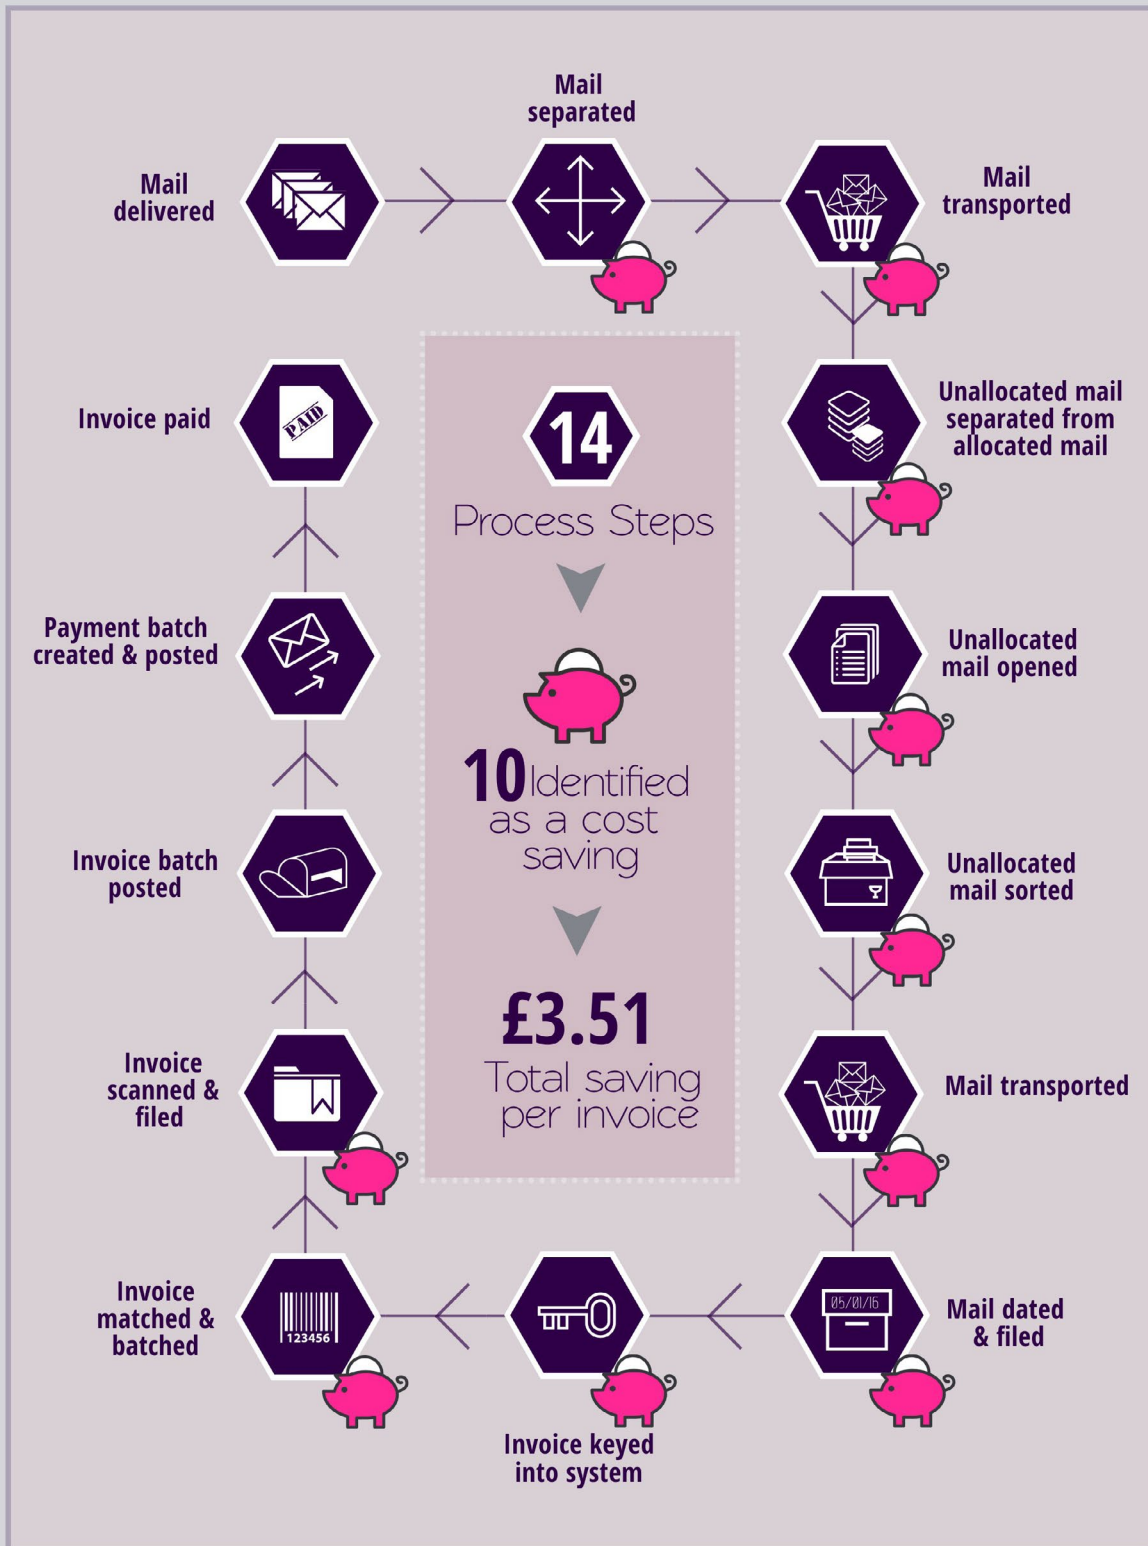 Mail
separated
Mail
delivered
Mail
transported
Unallocated mail
separated from
allocated mail
Unallocated
mail opened
Unallocated
mail sorted
Mail transported
05/01/16
Mail dated
& filed
Invoice keyed
into system
123456
Invoice
matched &
batched
Invoice
scanned &
filed
Invoice batch
posted
Payment batch
created & posted
PAID
Invoice paid
14
Process Steps
10 Identified
as a cost
saving
£3.51
Total saving
per invoice